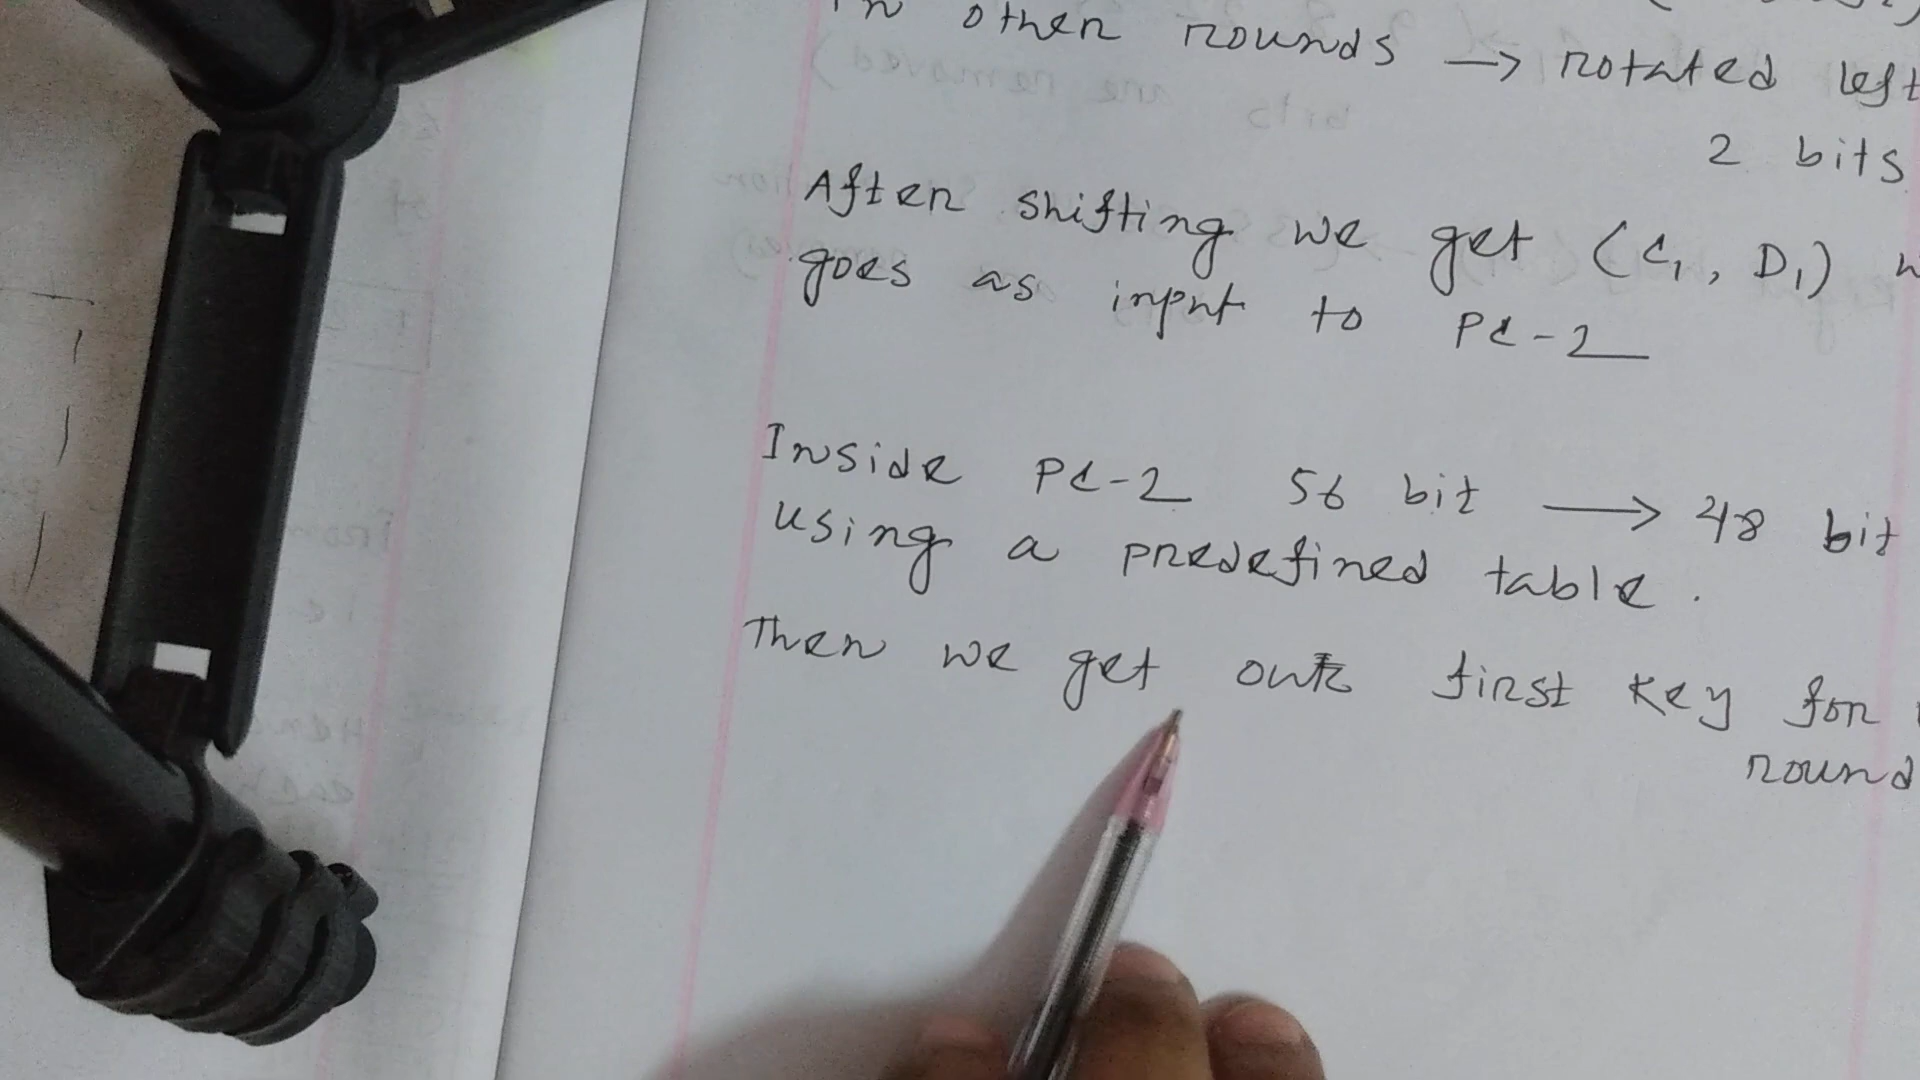 In other rounds → rotated left
2 bits
After shifting we get (C1, D1)
goes as input to PC-2
Inside PC-2 56 bit → 48 bit
using a predefined table.
Then we get our first key for
round